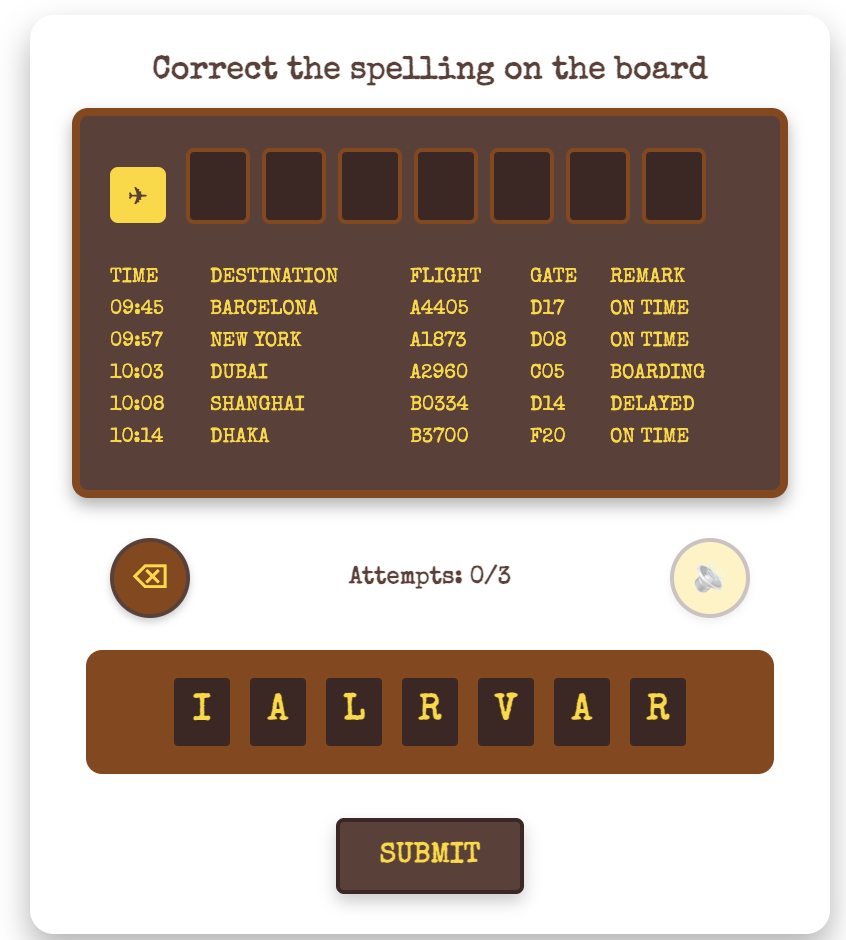 Correct the spelling on the board
TIME DESTINATION FLIGHT GATE REMARK
09:45 BARCELONA A4405 D17 ON TIME
09:57 NEW YORK A1873 D08 ON TIME
10:03 DUBAI A2960 C05 BOARDING
10:08 SHANGHAI B0334 D14 DELAYED
10:14 DHAKA B3700 F20 ON TIME
Attempts: 0/3
I A L R V A R
SUBMIT